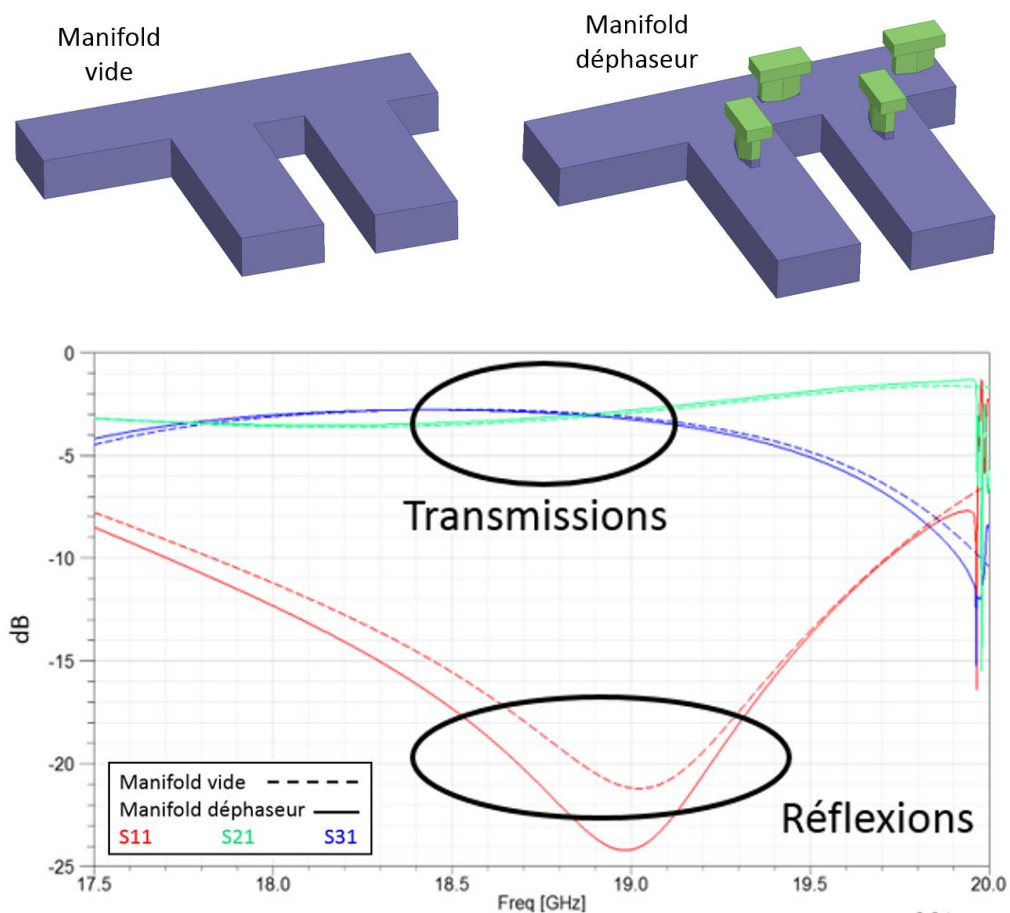 Manifold
vide
Manifold
déphaseur
0
-5
-10
-15
-20
-25
dB
Transmissions
Réflexions
Manifold vide
Manifold déphaseur
S11 S21 S31
17.5 18.0 18.5 19.0 19.5 20.0
Freq [GHz]